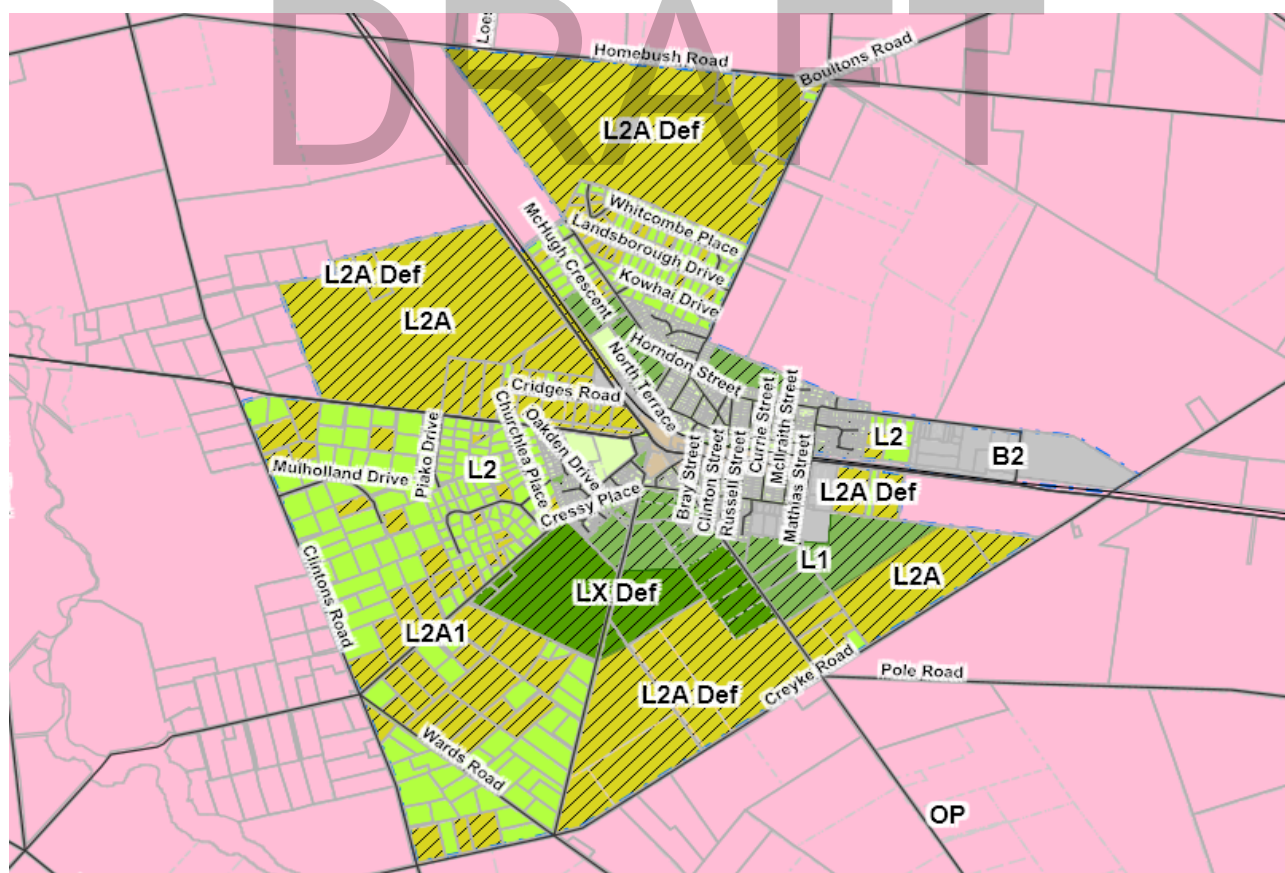 DRAFT
Homebush Road
Boultons Road
L2A Def
Whitcombe Place
Landsborough Drive
McHugh Crescent
Kowhai Drive
L2A Def
L2A
Horndon Street
North Terrace
Cridges Road
Currie Street
McIlraith Street
Churchlea Place
Oakden Drive
Piako Drive
L2
L2
B2
Mulholland Drive
Cressy Place
Bray Street
Clinton Street
Russell Street
Mathias Street
L2A Def
L1
L2A
LX Def
Clintons Road
L2A1
L2A Def
Creyke Road
Pole Road
Wards Road
OP